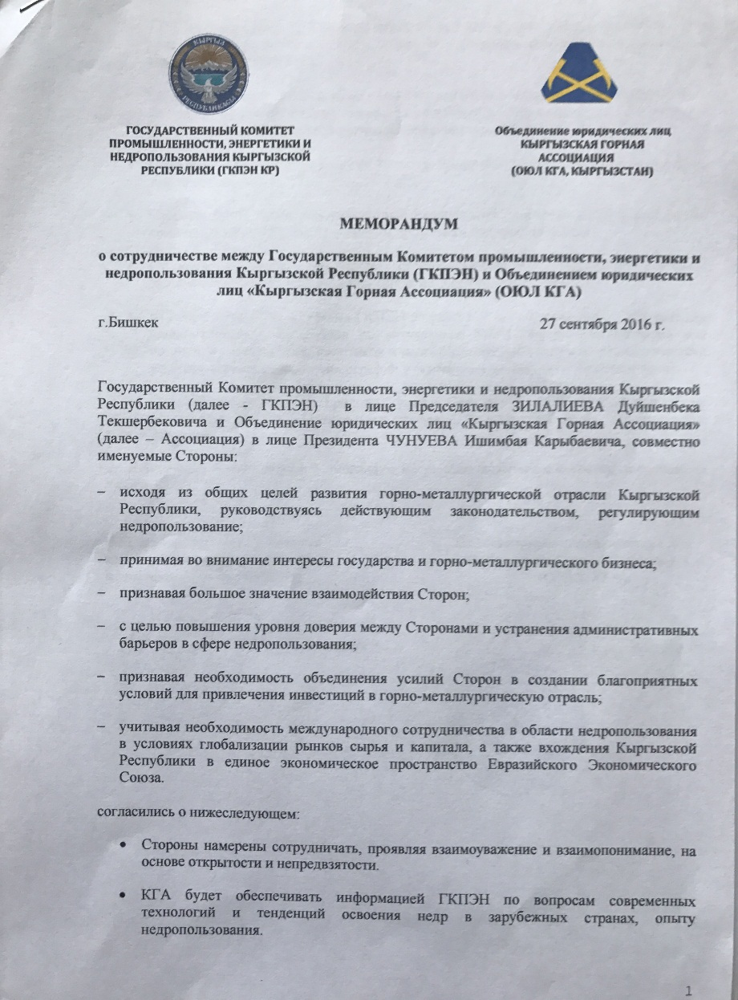 КЫРГЫЗ
РЕСПУБЛИКАСЫ
ГОСУДАРСТВЕННЫЙ КОМИТЕТ
ПРОМЫШЛЕННОСТИ, ЭНЕРГЕТИКИ И
НЕДРОПОЛЬЗОВАНИЯ КЫРГЫЗСКОЙ
РЕСПУБЛИКИ (ГКПЭН КР)
Объединение юридических лиц
КЫРГЫЗСКАЯ ГОРНАЯ
АССОЦИАЦИЯ
(ОЮЛ КГА, КЫРГЫЗСТАН)
МЕМОРАНДУМ
о сотрудничестве между Государственным Комитетом промышленности, энергетики и
недропользования Кыргызской Республики (ГКПЭН) и Объединением юридических
лиц «Кыргызская Горная Ассоциация» (ОЮЛ КГА)
г.Бишкек
27 сентября 2016 г.
Государственный Комитет промышленности, энергетики и недропользования Кыргызской
Республики (далее - ГКПЭН) в лице Председателя ЗИЛАЛИЕВА Дуйшенбека
Текшербековича и Объединение юридических лиц «Кыргызская Горная Ассоциация»
(далее – Ассоциация) в лице Президента ЧУНУЕВА Ишимбая Карыбаевича, совместно
именуемые Стороны:
– исходя из общих целей развития горно-металлургической отрасли Кыргызской
Республики, руководствуясь действующим законодательством, регулирующим
недропользование;
– принимая во внимание интересы государства и горно-металлургического бизнеса;
– признавая большое значение взаимодействия Сторон;
– с целью повышения уровня доверия между Сторонами и устранения административных
барьеров в сфере недропользования;
– признавая необходимость объединения усилий Сторон в создании благоприятных
условий для привлечения инвестиций в горно-металлургическую отрасль;
– учитывая необходимость международного сотрудничества в области недропользования
в условиях глобализации рынков сырья и капитала, а также вхождения Кыргызской
Республики в единое экономическое пространство Евразийского Экономического
Союза.
согласились о нижеследующем:
• Стороны намерены сотрудничать, проявляя взаимоуважение и взаимопонимание, на
основе открытости и непредвзятости.
• КГА будет обеспечивать информацией ГКПЭН по вопросам современных
технологий и тенденций освоения недр в зарубежных странах, опыту
недропользования.
1